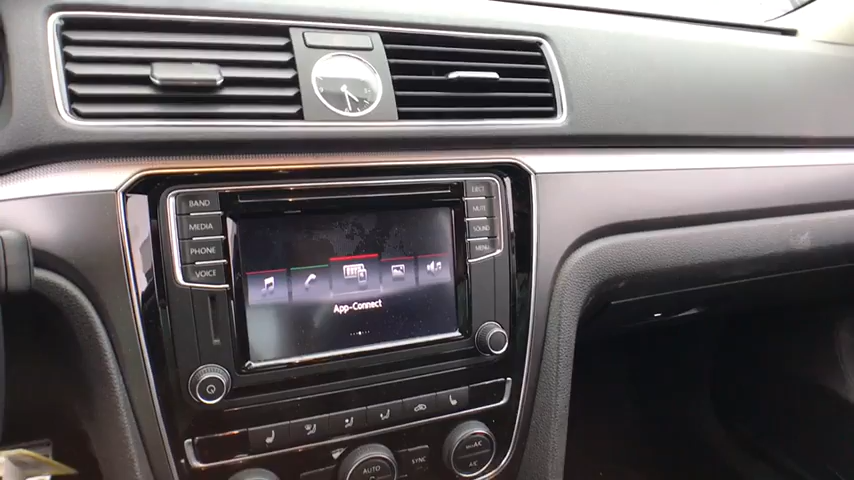 BAND
MEDIA
PHONE
VOICE
EJECT
MUTE
SOUND
MENU
App-Connect
SYNC
AUTO
A/C
A/C